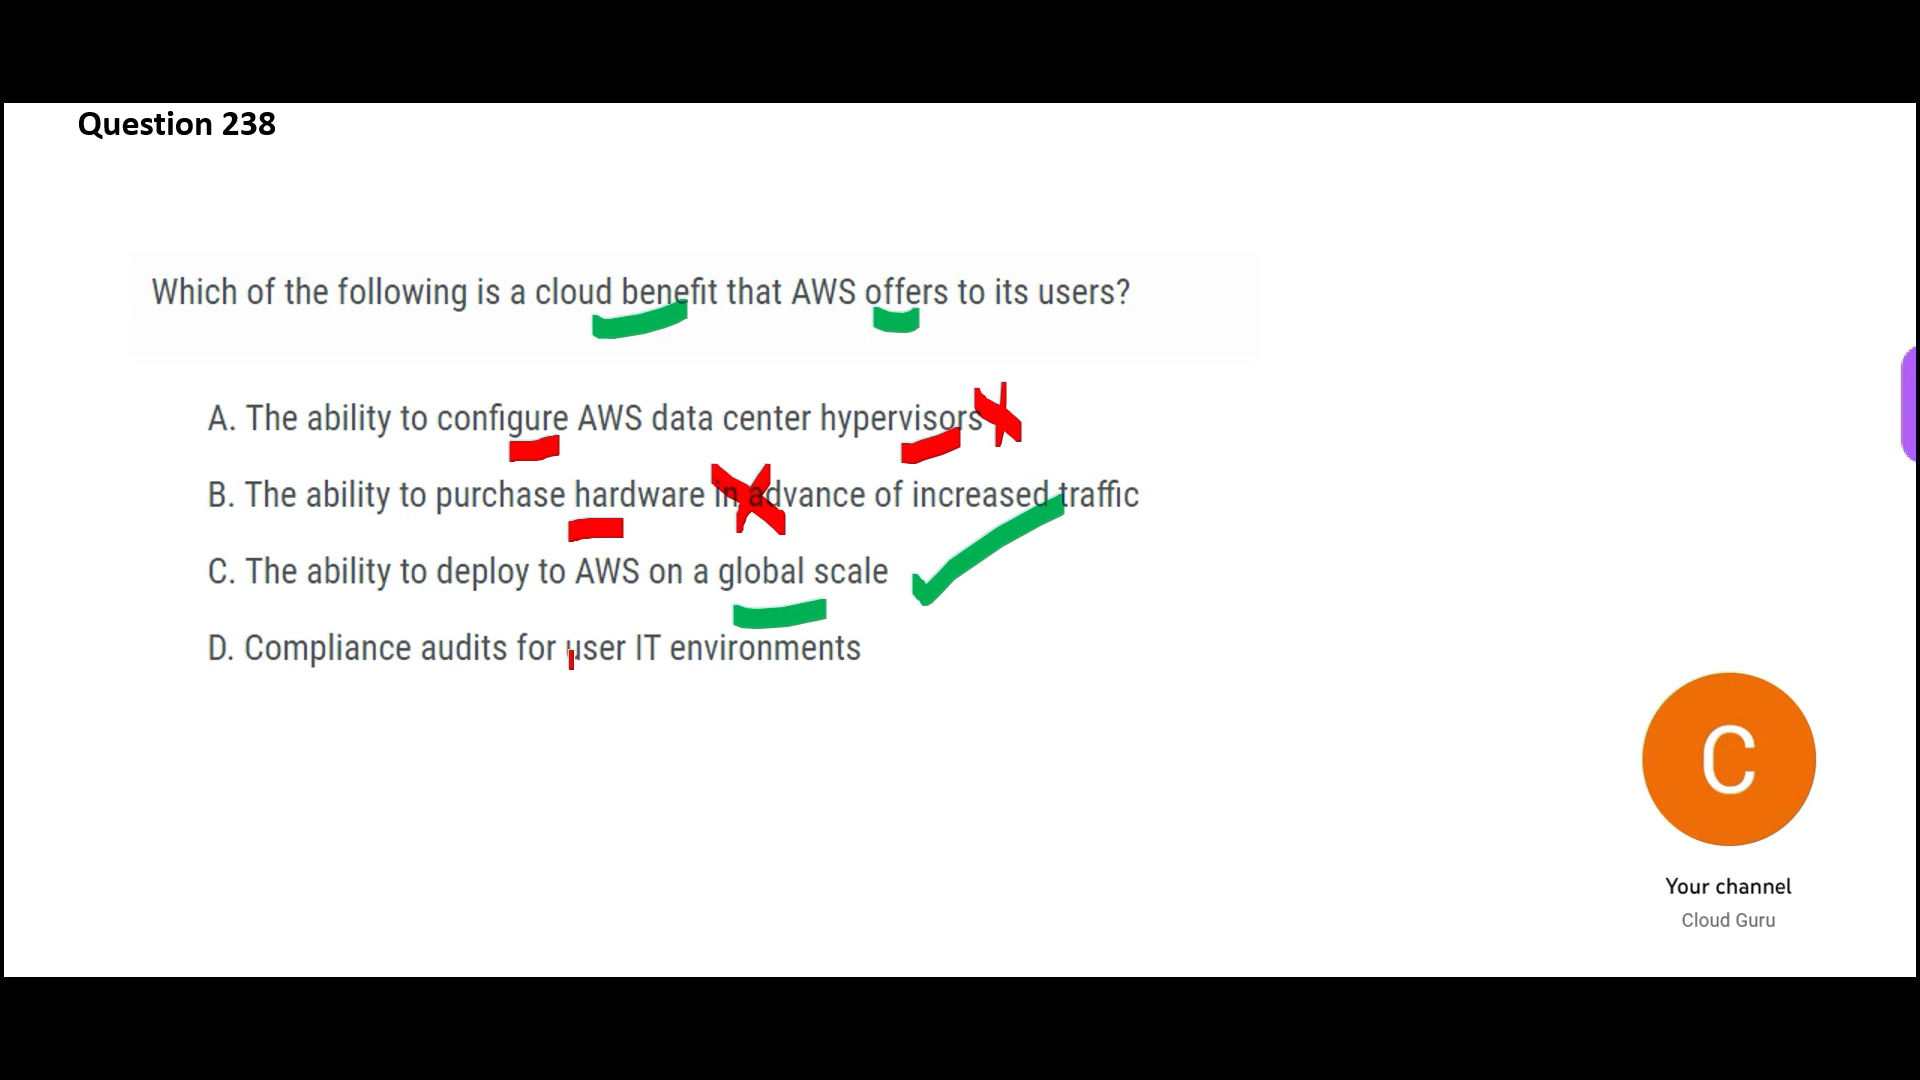 Question 238
Which of the following is a cloud benefit that AWS offers to its users?
A. The ability to configure AWS data center hypervisors
B. The ability to purchase hardware in advance of increased traffic
C. The ability to deploy to AWS on a global scale
D. Compliance audits for user IT environments
C
Your channel
Cloud Guru